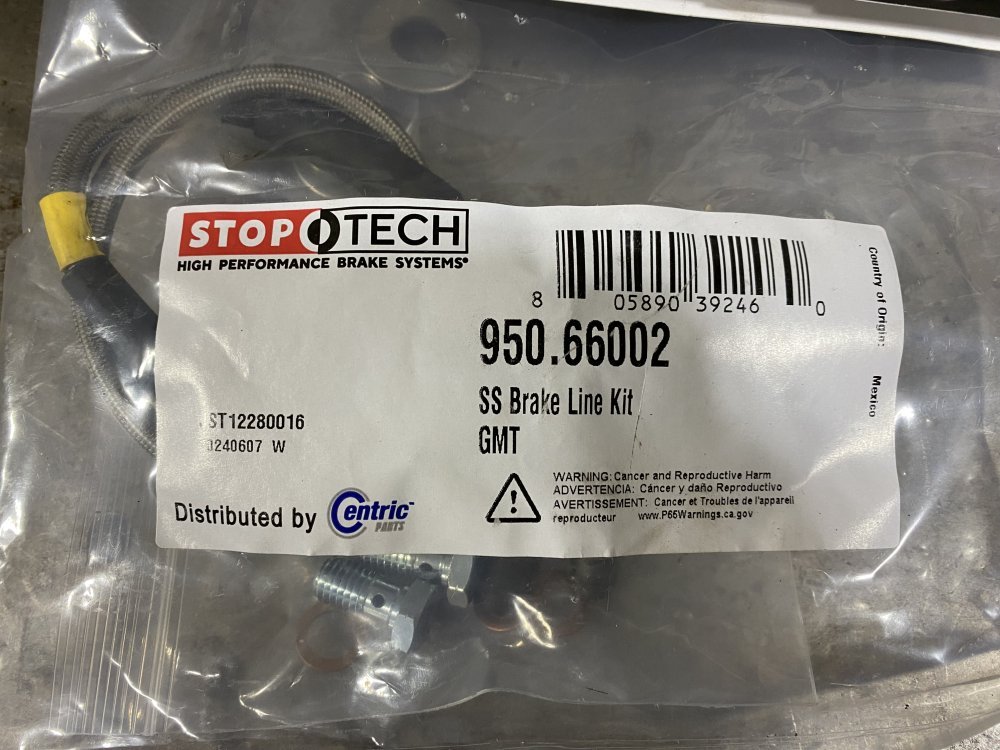 STOPTECH
HIGH PERFORMANCE BRAKE SYSTEMS®
8 05890 39246 0
950.66002
SS Brake Line Kit
GMT
ST12280016
0240607 W
Distributed by Centric™ PARTS
WARNING: Cancer and Reproductive Harm
ADVERTENCIA: Cáncer y daño Reproductivo
AVERTISSEMENT: Cancer et Troubles de l'appareil
reproducteur www.P65Warnings.ca.gov
Country of Origin: Mexico